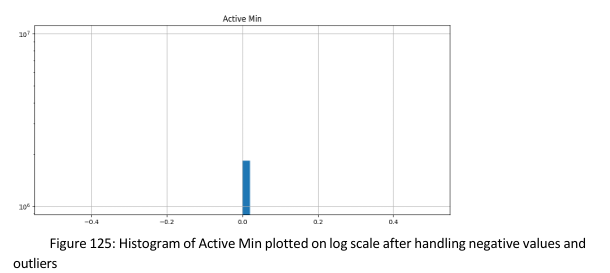 Active Min
10⁷
10⁶
−0.4 −0.2 0.0 0.2 0.4
Figure 125: Histogram of Active Min plotted on log scale after handling negative values and
outliers